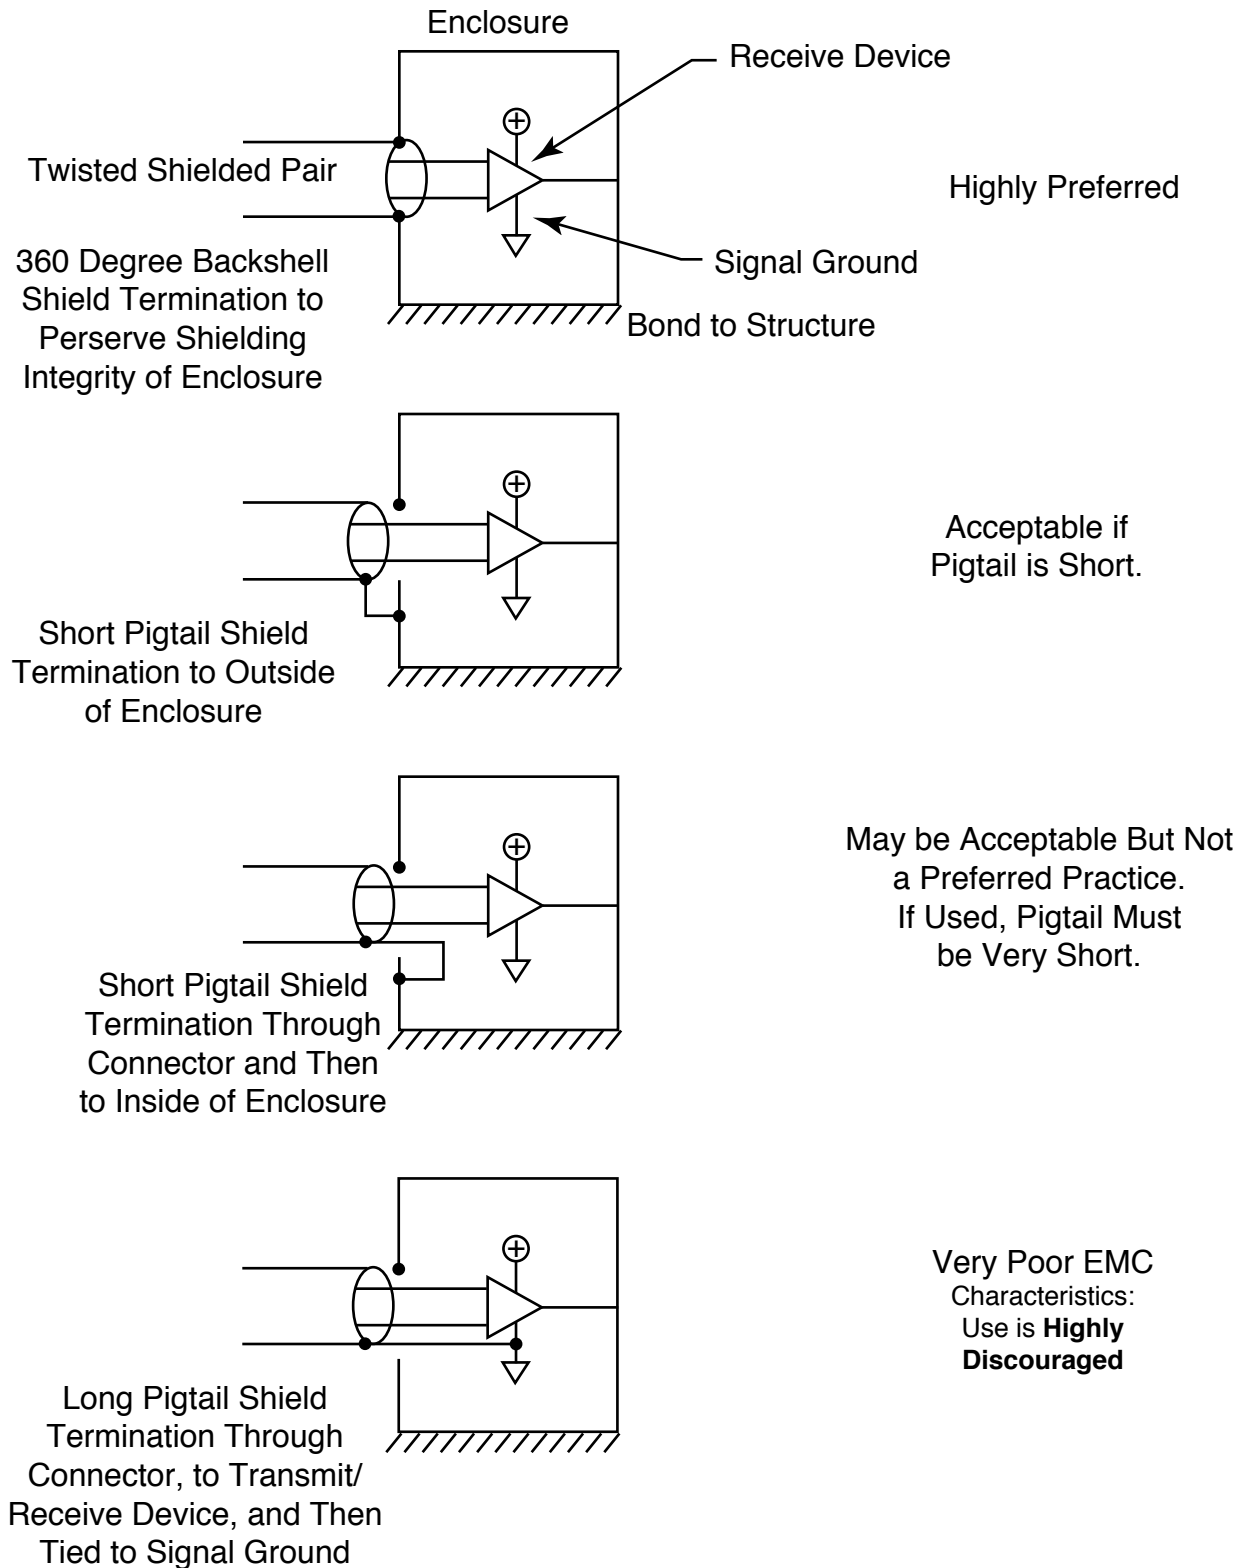 Enclosure
Receive Device
Twisted Shielded Pair
Highly Preferred
360 Degree Backshell
Shield Termination to
Perserve Shielding
Integrity of Enclosure
Signal Ground
Bond to Structure
Acceptable if
Pigtail is Short.
Short Pigtail Shield
Termination to Outside
of Enclosure
May be Acceptable But Not
a Preferred Practice.
If Used, Pigtail Must
be Very Short.
Short Pigtail Shield
Termination Through
Connector and Then
to Inside of Enclosure
Very Poor EMC
Characteristics:
Use is Highly
Discouraged
Long Pigtail Shield
Termination Through
Connector, to Transmit/
Receive Device, and Then
Tied to Signal Ground